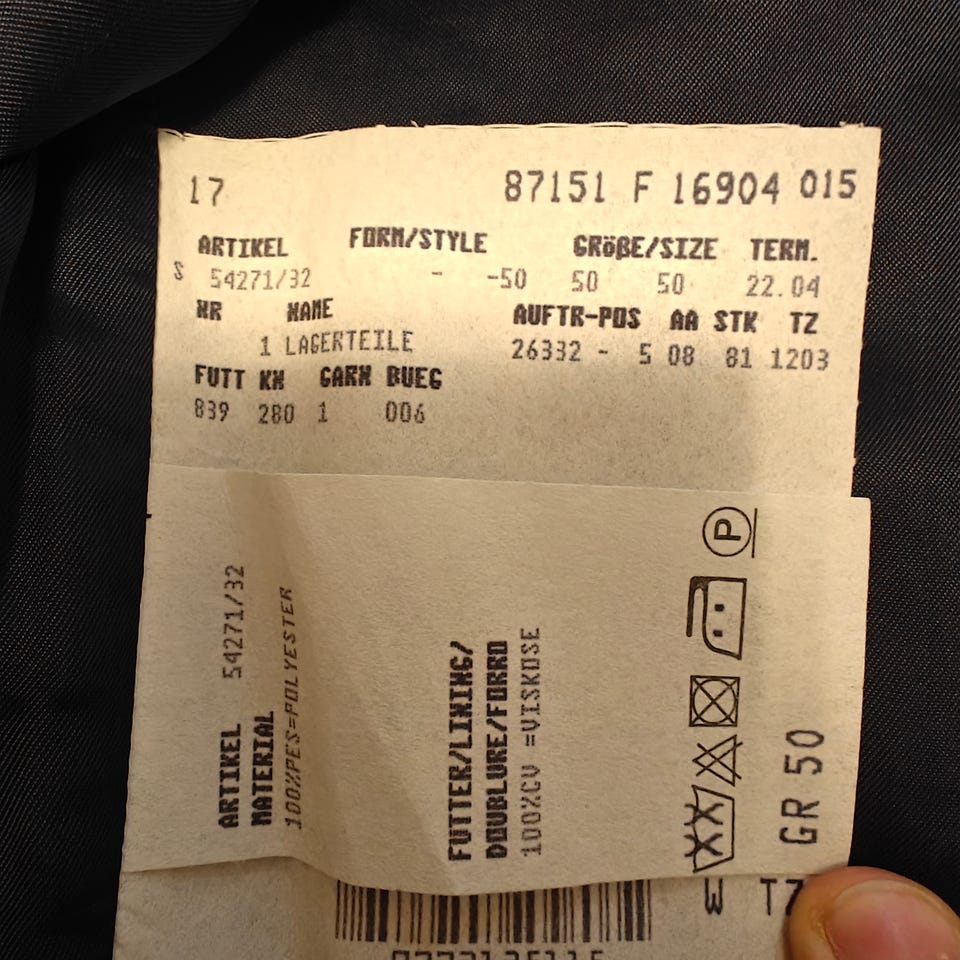 17 87151 F 16904 015
ARTIKEL FORM/STYLE GRößE/SIZE TERM.
S 54271/32 - -50 50 50 22.04
NR NAME AUFTR-POS AA STK TZ
1 LAGERTEILE 26332 - 5 08 81 1203
FUTT KN GARN BUEG
839 280 1 006
ARTIKEL 54271/32
MATERIAL
100%PES=POLYESTER
FUTTER/LINING/
DOUBLURE/FORRO
100%CV =VISKOSE
P
GR 50
W
TZ